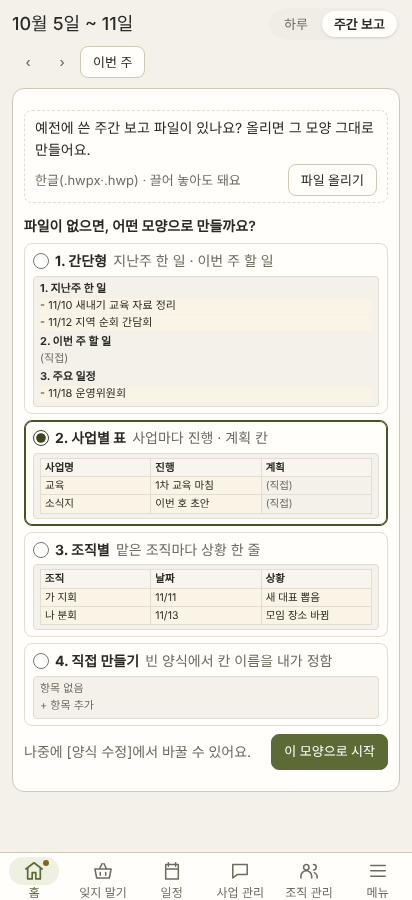 10월 5일 ~ 11일
하루
주간 보고
‹
›
이번 주
예전에 쓴 주간 보고 파일이 있나요? 올리면 그 모양 그대로
만들어요.
한글(.hwpx·.hwp) · 끌어 놓아도 돼요
파일 올리기
파일이 없으면, 어떤 모양으로 만들까요?
1. 간단형 지난주 한 일 · 이번 주 할 일
1. 지난주 한 일
- 11/10 새내기 교육 자료 정리
- 11/12 지역 순회 간담회
2. 이번 주 할 일
(직접)
3. 주요 일정
- 11/18 운영위원회
2. 사업별 표 사업마다 진행 · 계획 칸
사업명 진행 계획
교육 1차 교육 마침 (직접)
소식지 이번 호 초안 (직접)
3. 조직별 맡은 조직마다 상황 한 줄
조직 날짜 상황
가 지회 11/11 새 대표 뽑음
나 분회 11/13 모임 장소 바뀜
4. 직접 만들기 빈 양식에서 칸 이름을 내가 정함
항목 없음
+ 항목 추가
나중에 [양식 수정]에서 바꿀 수 있어요.
이 모양으로 시작
홈
잊지 말기
일정
사업 관리
조직 관리
메뉴